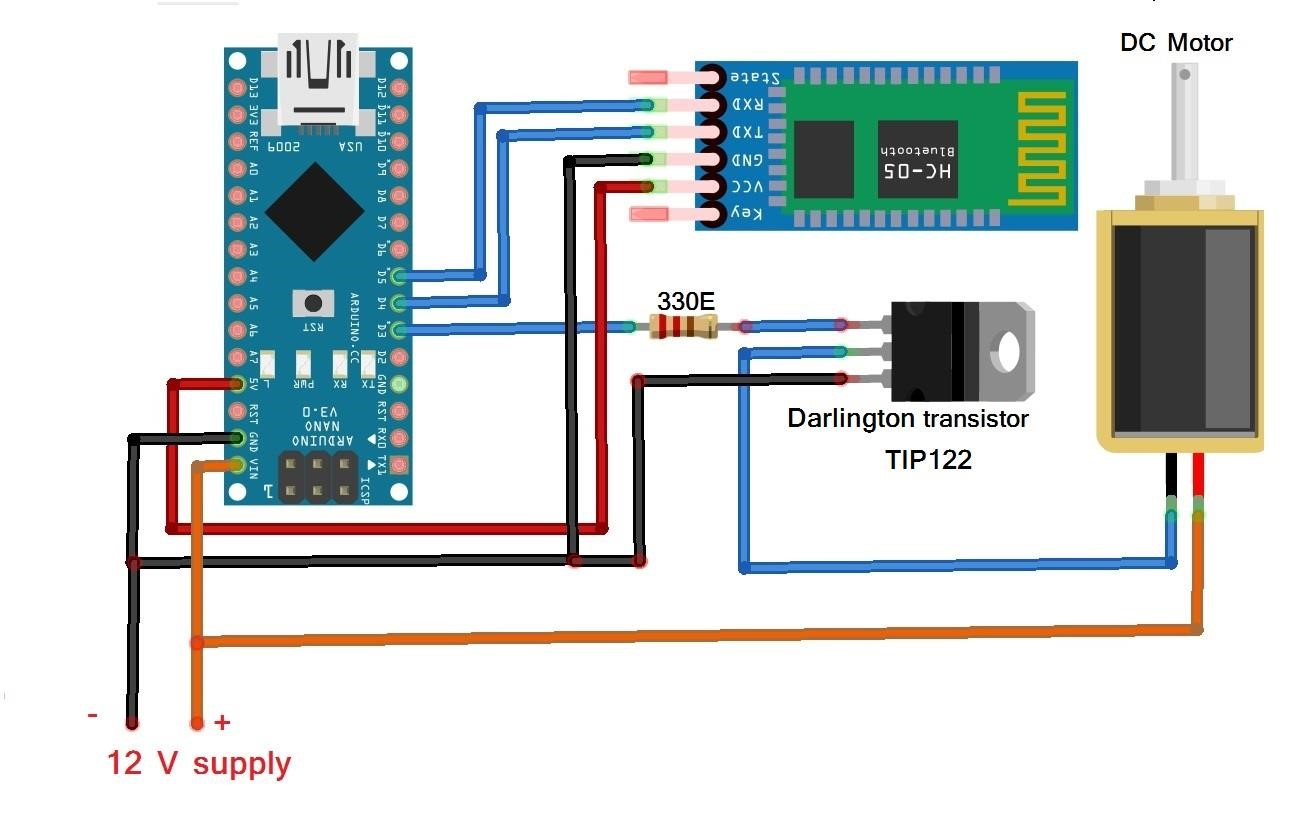 DC Motor
D13
3V3
REF
A0
A1
A2
A3
A4
A5
A6
A7
5V
RST
GND
VIN
D12
D11
D10
D9
D8
D7
D6
D5
D4
D3
D2
GND
RST
RX0
TX1
2009
USA
RST
ARDUINO.CC
L
PWR
RX
TX
ARDUINO
NANO
V3.0
ICSP
1
State
RXD
TXD
GND
VCC
Key
HC-05
Bluetooth
330E
Darlington transistor
TIP122
- +
12 V supply